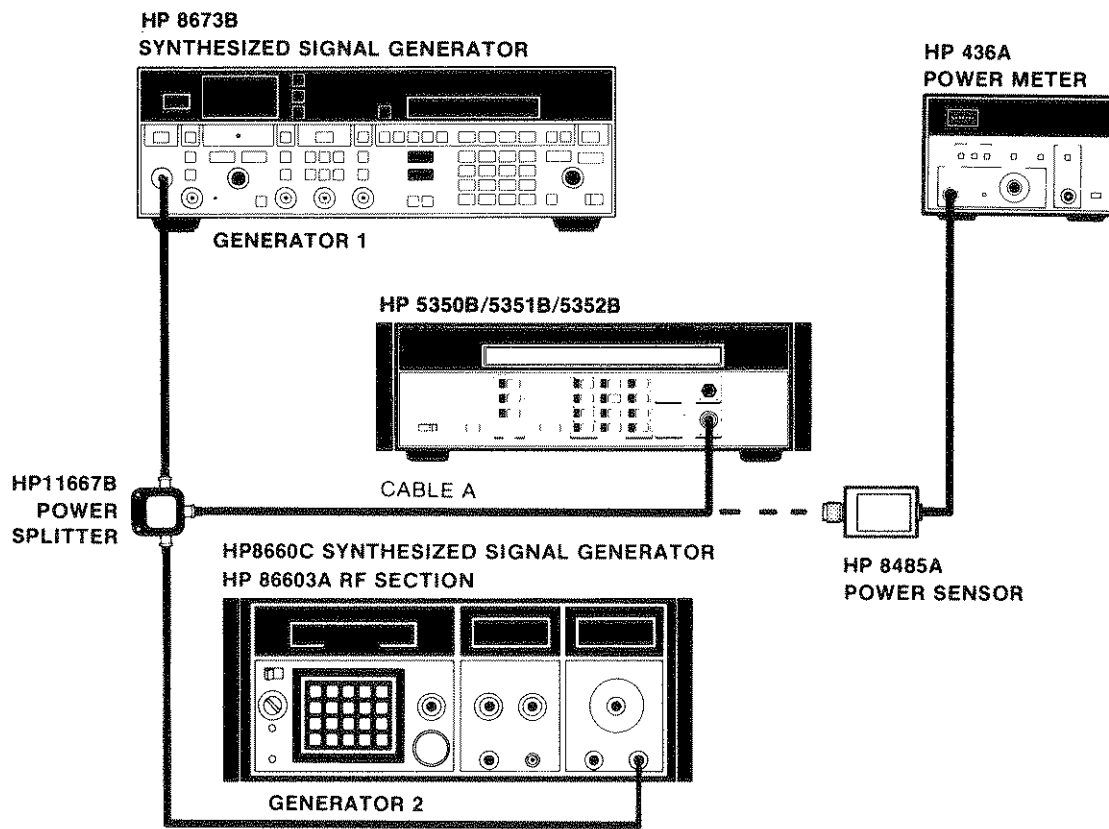 HP 8673B
SYNTHESIZED SIGNAL GENERATOR
HP 436A
POWER METER
GENERATOR 1
HP 5350B/5351B/5352B
HP11667B
POWER
SPLITTER
CABLE A
HP 8485A
POWER SENSOR
HP8660C SYNTHESIZED SIGNAL GENERATOR
HP 86603A RF SECTION
GENERATOR 2